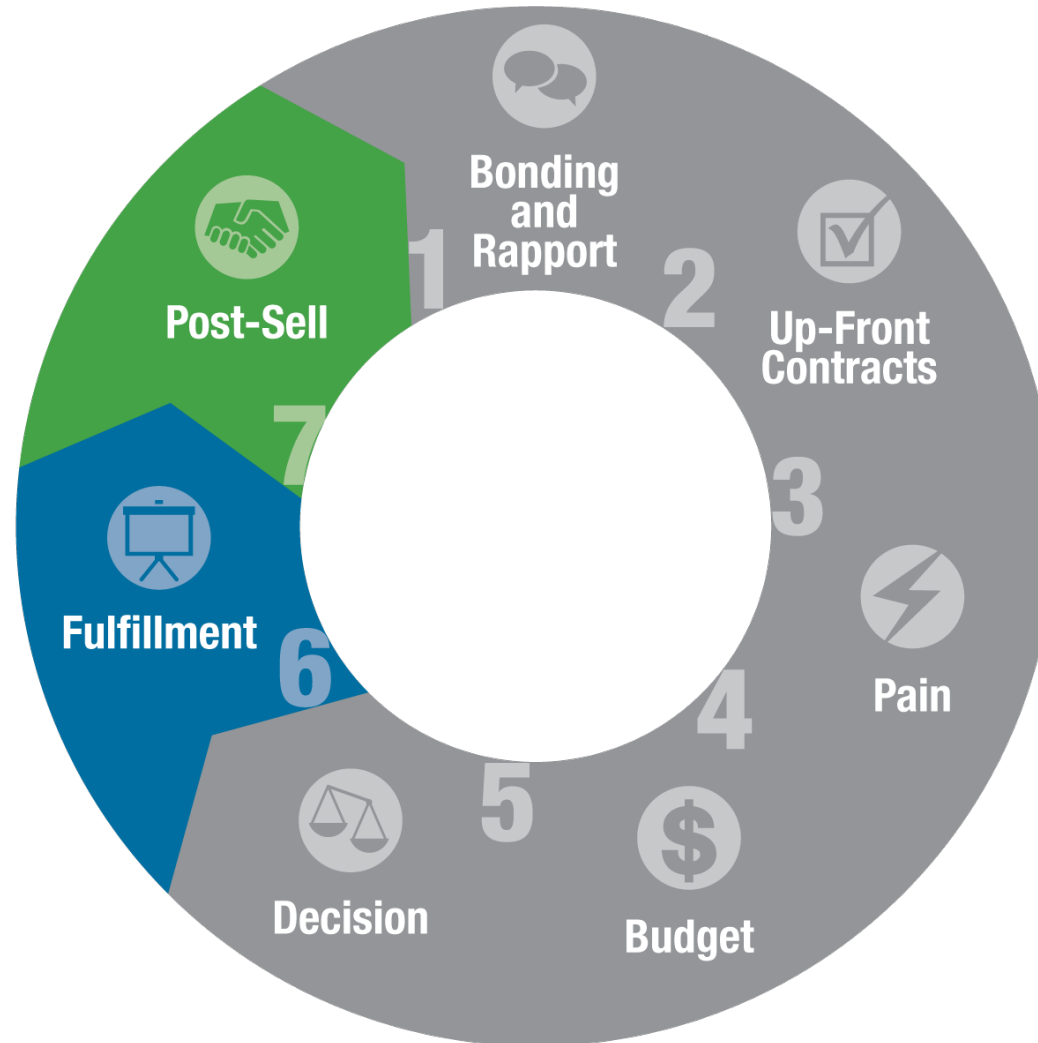 1
Bonding
and
Rapport
2
Up-Front
Contracts
3
Pain
4
$
Budget
5
Decision
6
Fulfillment
7
Post-Sell